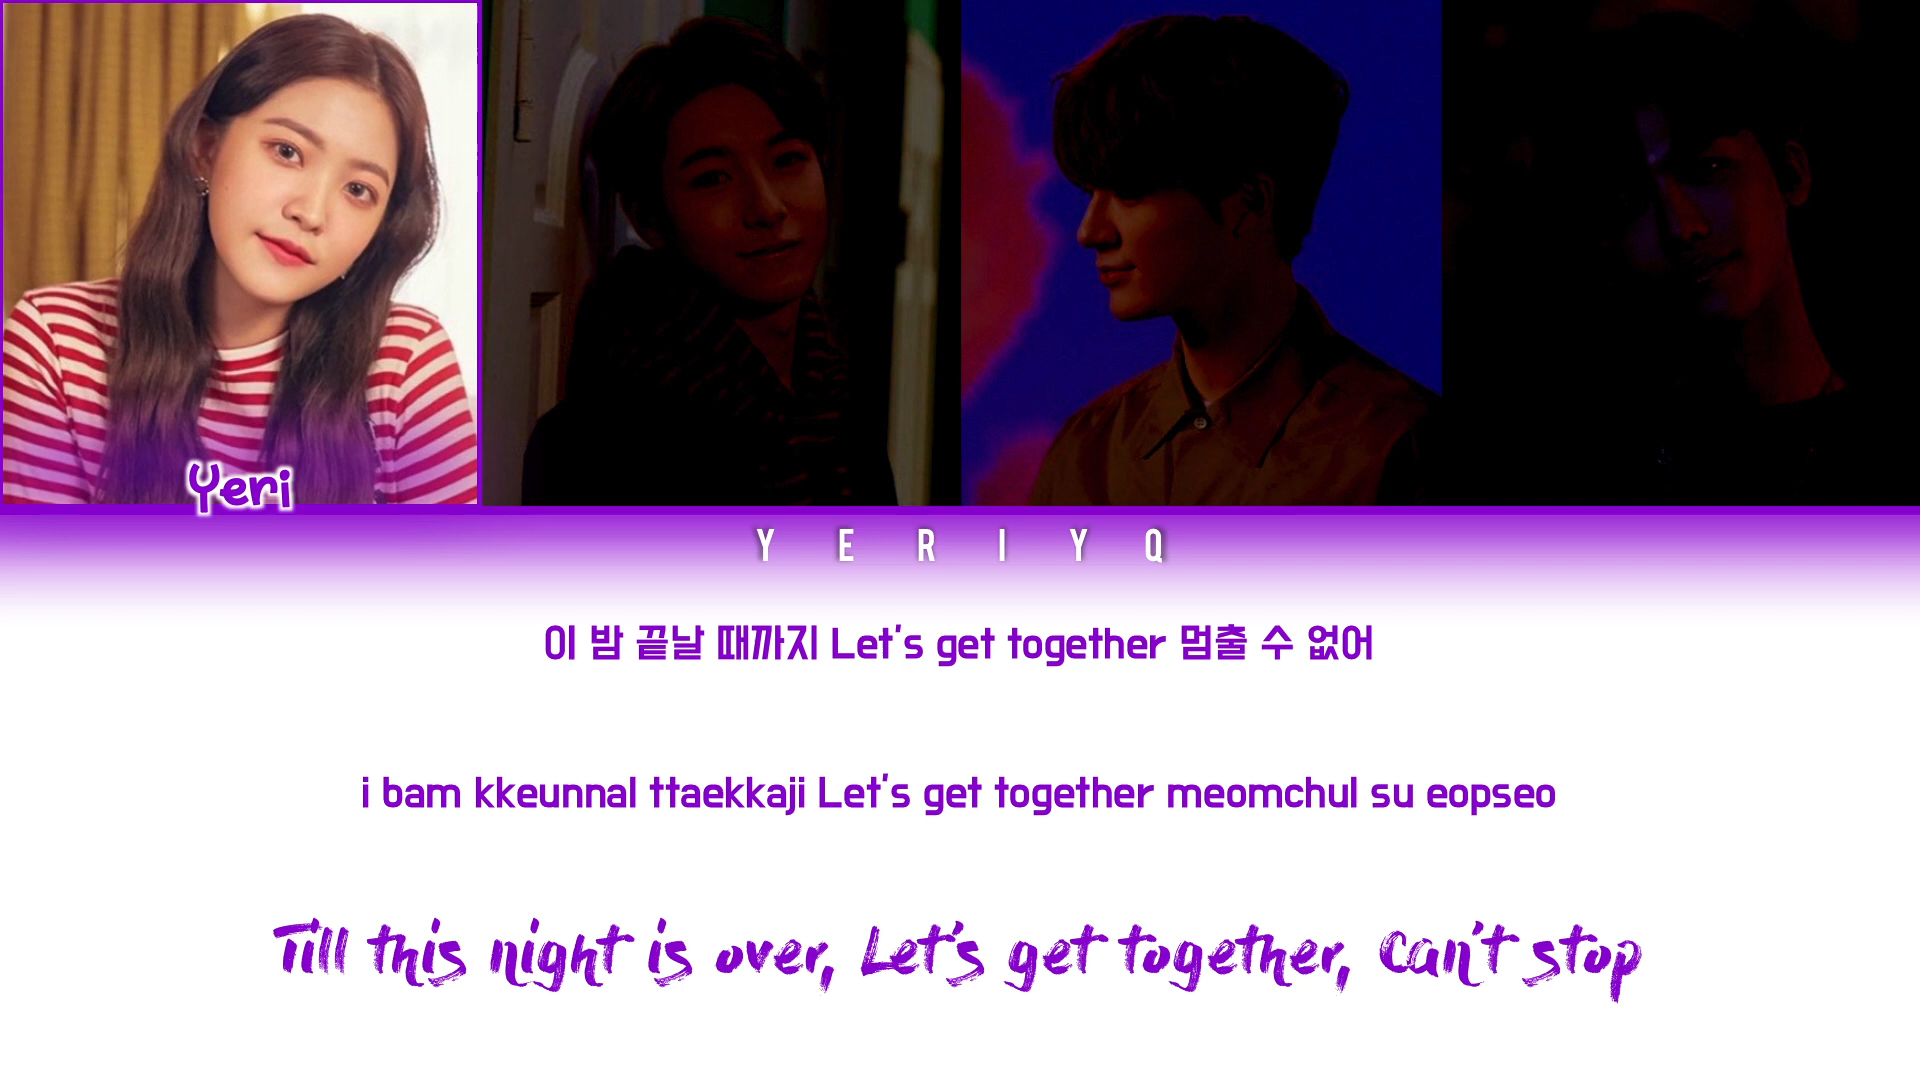 Yeri
YERIYQ
이 밤 끝날 때까지 Let's get together 멈출 수 없어
i bam kkeunnal ttaekkaji Let's get together meomchul su eopseo
Till this night is over, Let's get together, Can't stop